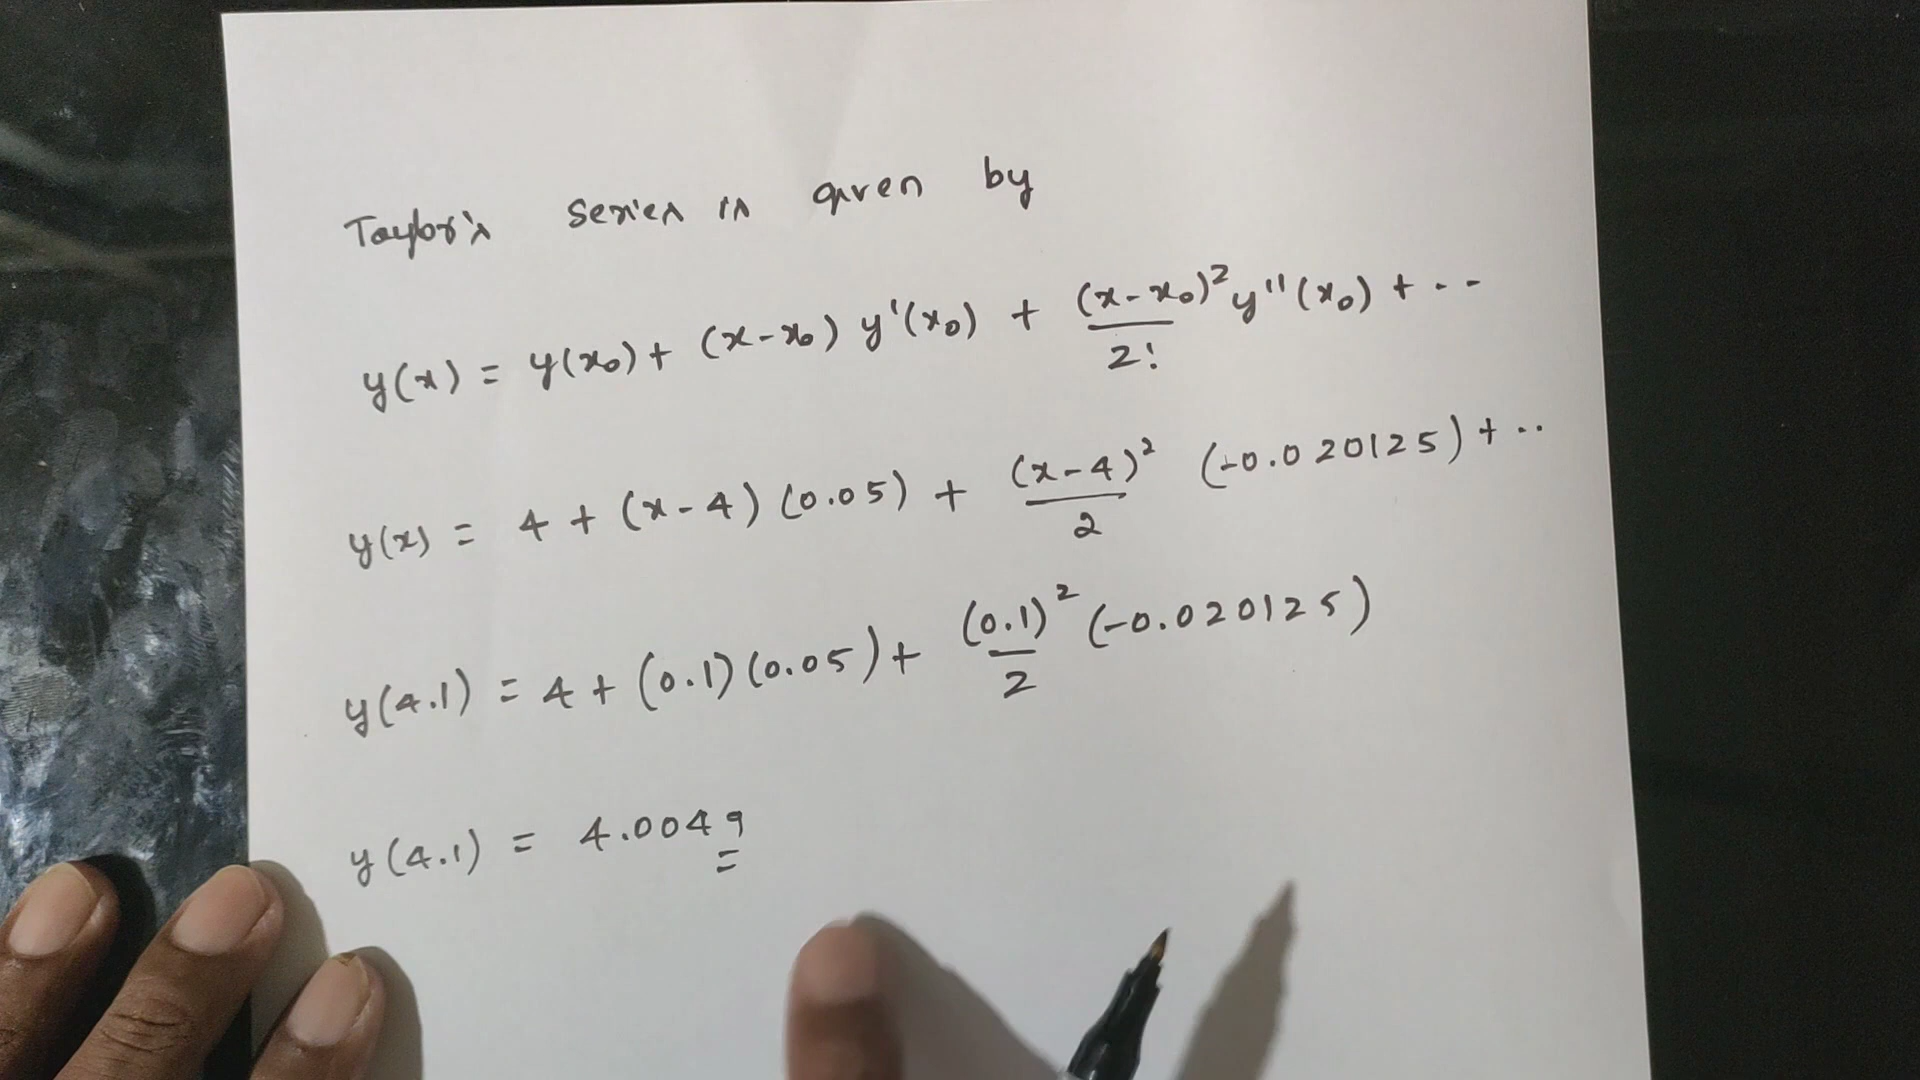 Taylor's series is given by
y(x) = y(x₀) + (x-x₀) y'(x₀) + (x-x₀)²/2! y''(x₀) + ..
y(x) = 4 + (x-4) (0.05) + (x-4)²/2 (-0.020125) + ..
y(4.1) = 4 + (0.1) (0.05) + (0.1)²/2 (-0.020125)
y(4.1) = 4.0049